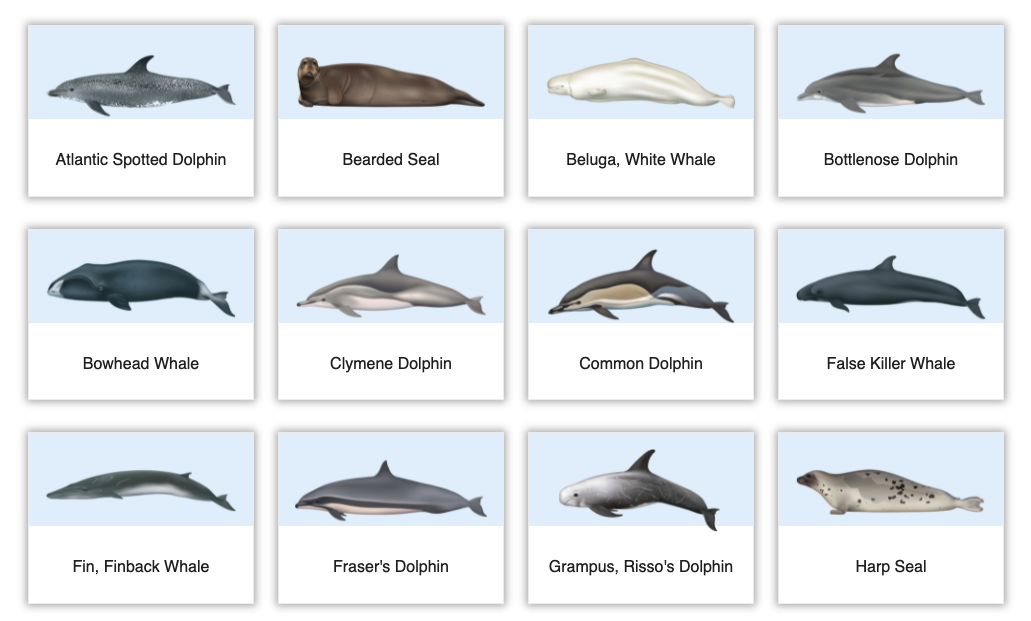 Atlantic Spotted Dolphin
Bearded Seal
Beluga, White Whale
Bottlenose Dolphin
Bowhead Whale
Clymene Dolphin
Common Dolphin
False Killer Whale
Fin, Finback Whale
Fraser's Dolphin
Grampus, Risso's Dolphin
Harp Seal